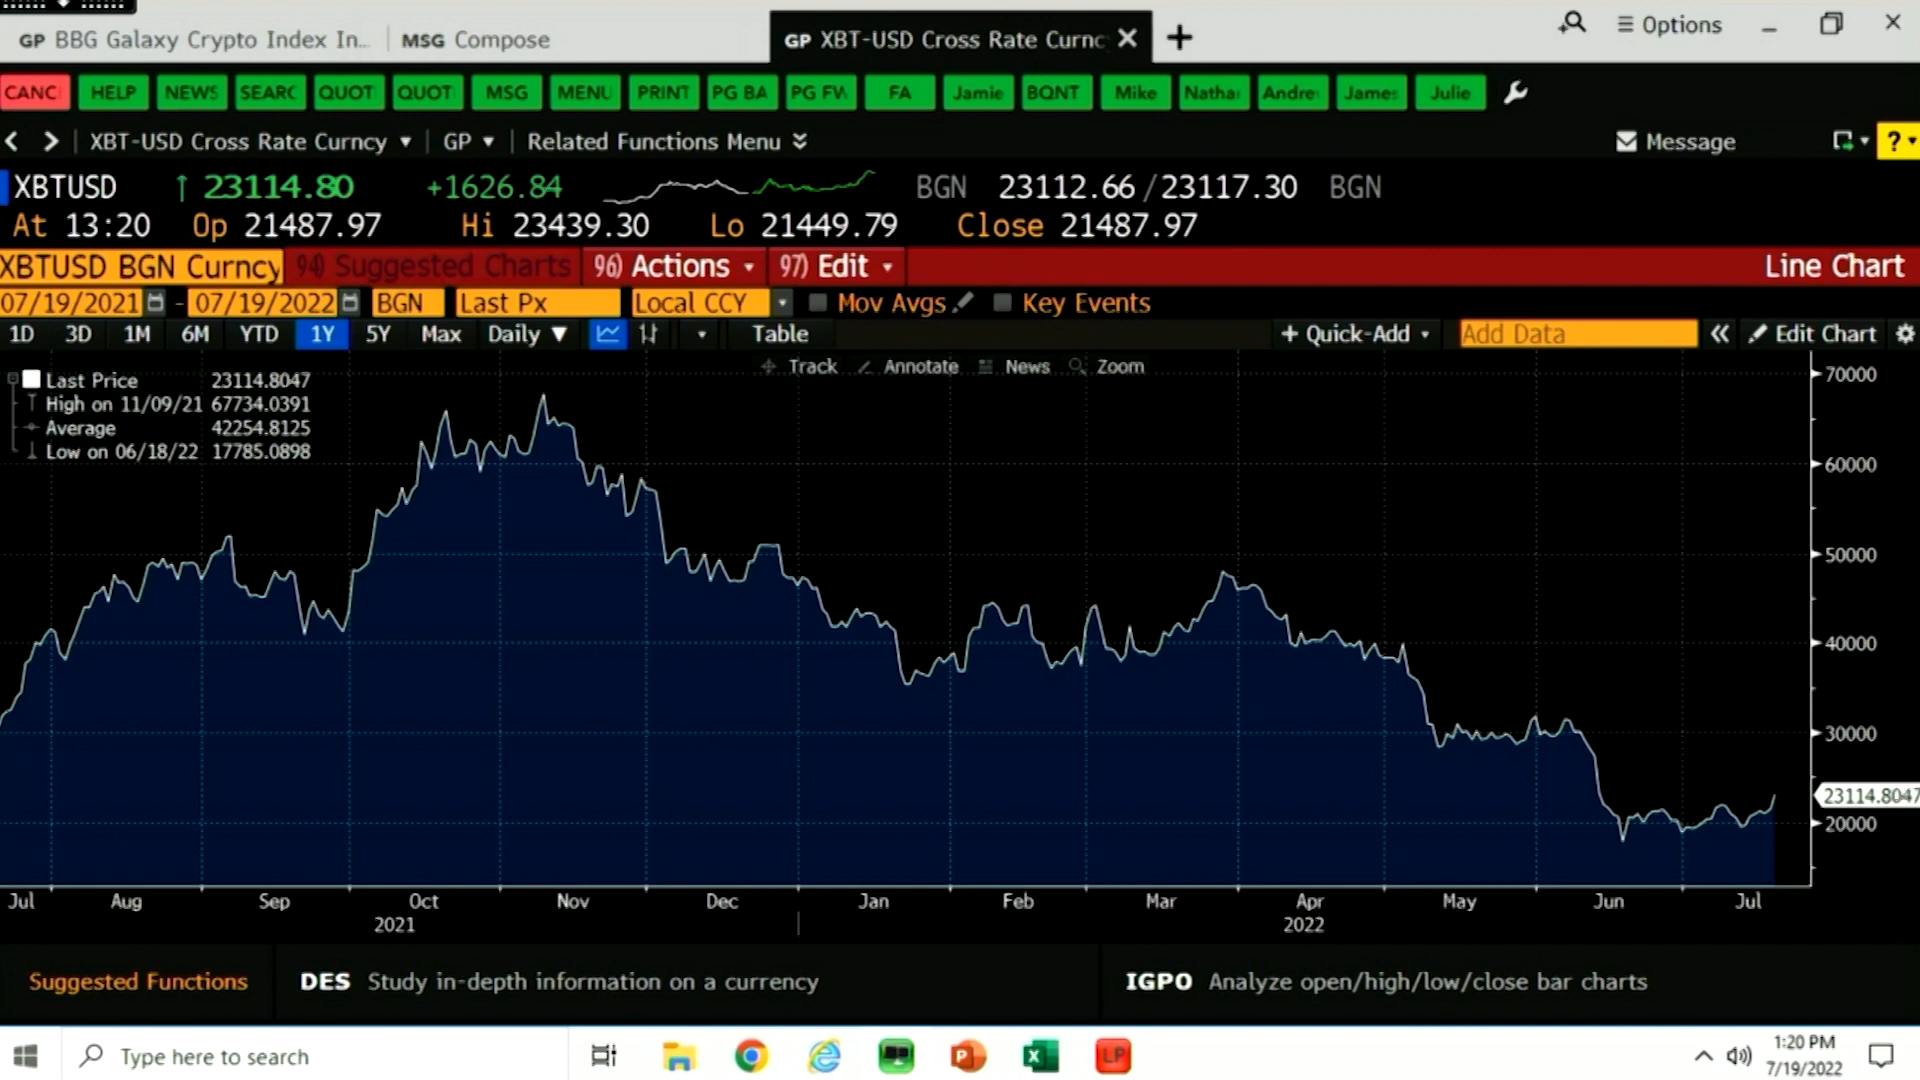 GP BBG Galaxy Crypto Index In... MSG Compose GP XBT-USD Cross Rate Curnc Options
CANC HELP NEWS SEARC QUOT QUOT MSG MENU PRINT PG BA PG FW FA Jamie BQNT Mike Nathai Andre James Julie
XBT-USD Cross Rate Curncy GP Related Functions Menu Message ?
XBTUSD ↑ 23114.80 +1626.84 BGN 23112.66 / 23117.30 BGN
At 13:20 Op 21487.97 Hi 23439.30 Lo 21449.79 Close 21487.97
XBTUSD BGN Curncy 94) Suggested Charts 96) Actions 97) Edit Line Chart
07/19/2021 - 07/19/2022 BGN Last Px Local CCY Mov Avgs Key Events
1D 3D 1M 6M YTD 1Y 5Y Max Daily ▼ Table + Quick-Add Add Data « Edit Chart
Track Annotate News Zoom
Last Price 23114.8047
High on 11/09/21 67734.0391
Average 42254.8125
Low on 06/18/22 17785.0898
70000
60000
50000
40000
30000
23114.8047
20000
Jul Aug Sep Oct Nov Dec Jan Feb Mar Apr May Jun Jul
2021 2022
Suggested Functions DES Study in-depth information on a currency IGPO Analyze open/high/low/close bar charts
Type here to search P X LP 1:20 PM
7/19/2022